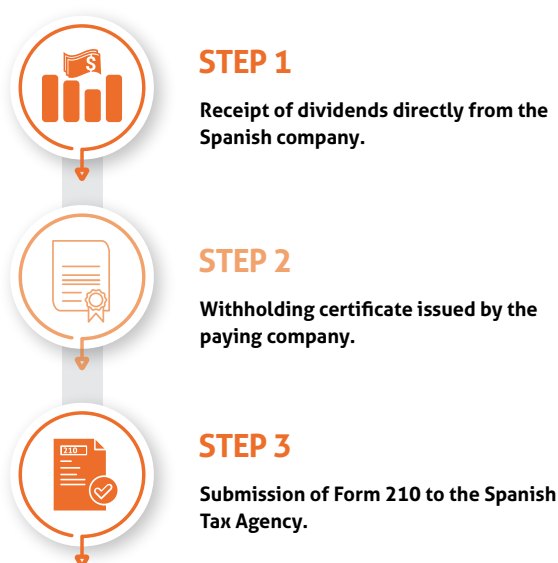 $
STEP 1
Receipt of dividends directly from the
Spanish company.
STEP 2
Withholding certificate issued by the
paying company.
210
STEP 3
Submission of Form 210 to the Spanish
Tax Agency.